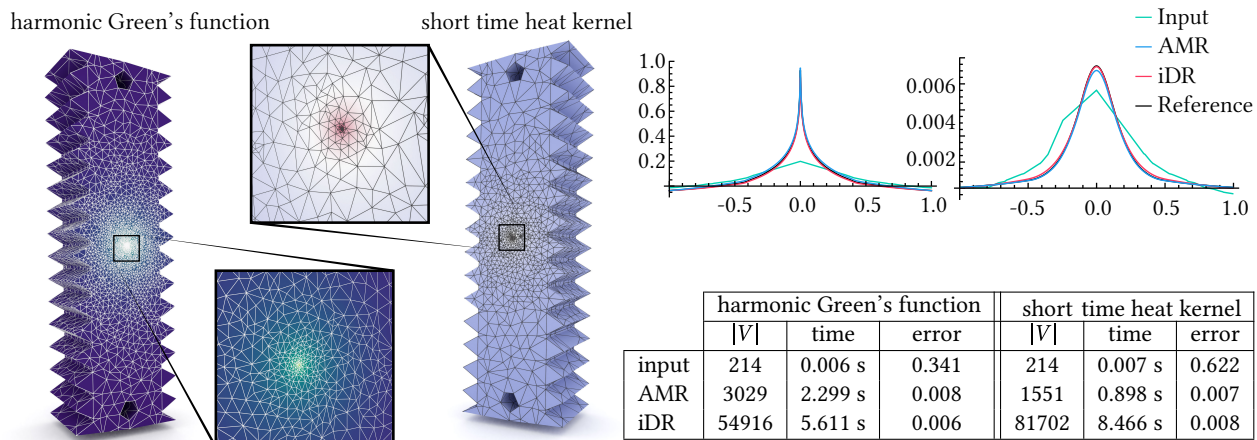 harmonic Green's function
short time heat kernel
Input
AMR
iDR
Reference
1.0
0.8
0.6
0.4
0.2
-0.5 0.0 0.5 1.0
0.006
0.004
0.002
-0.5 0.0 0.5 1.0
harmonic Green's function short time heat kernel
|V| time error |V| time error
input 214 0.006 s 0.341 214 0.007 s 0.622
AMR 3029 2.299 s 0.008 1551 0.898 s 0.007
iDR 54916 5.611 s 0.006 81702 8.466 s 0.008